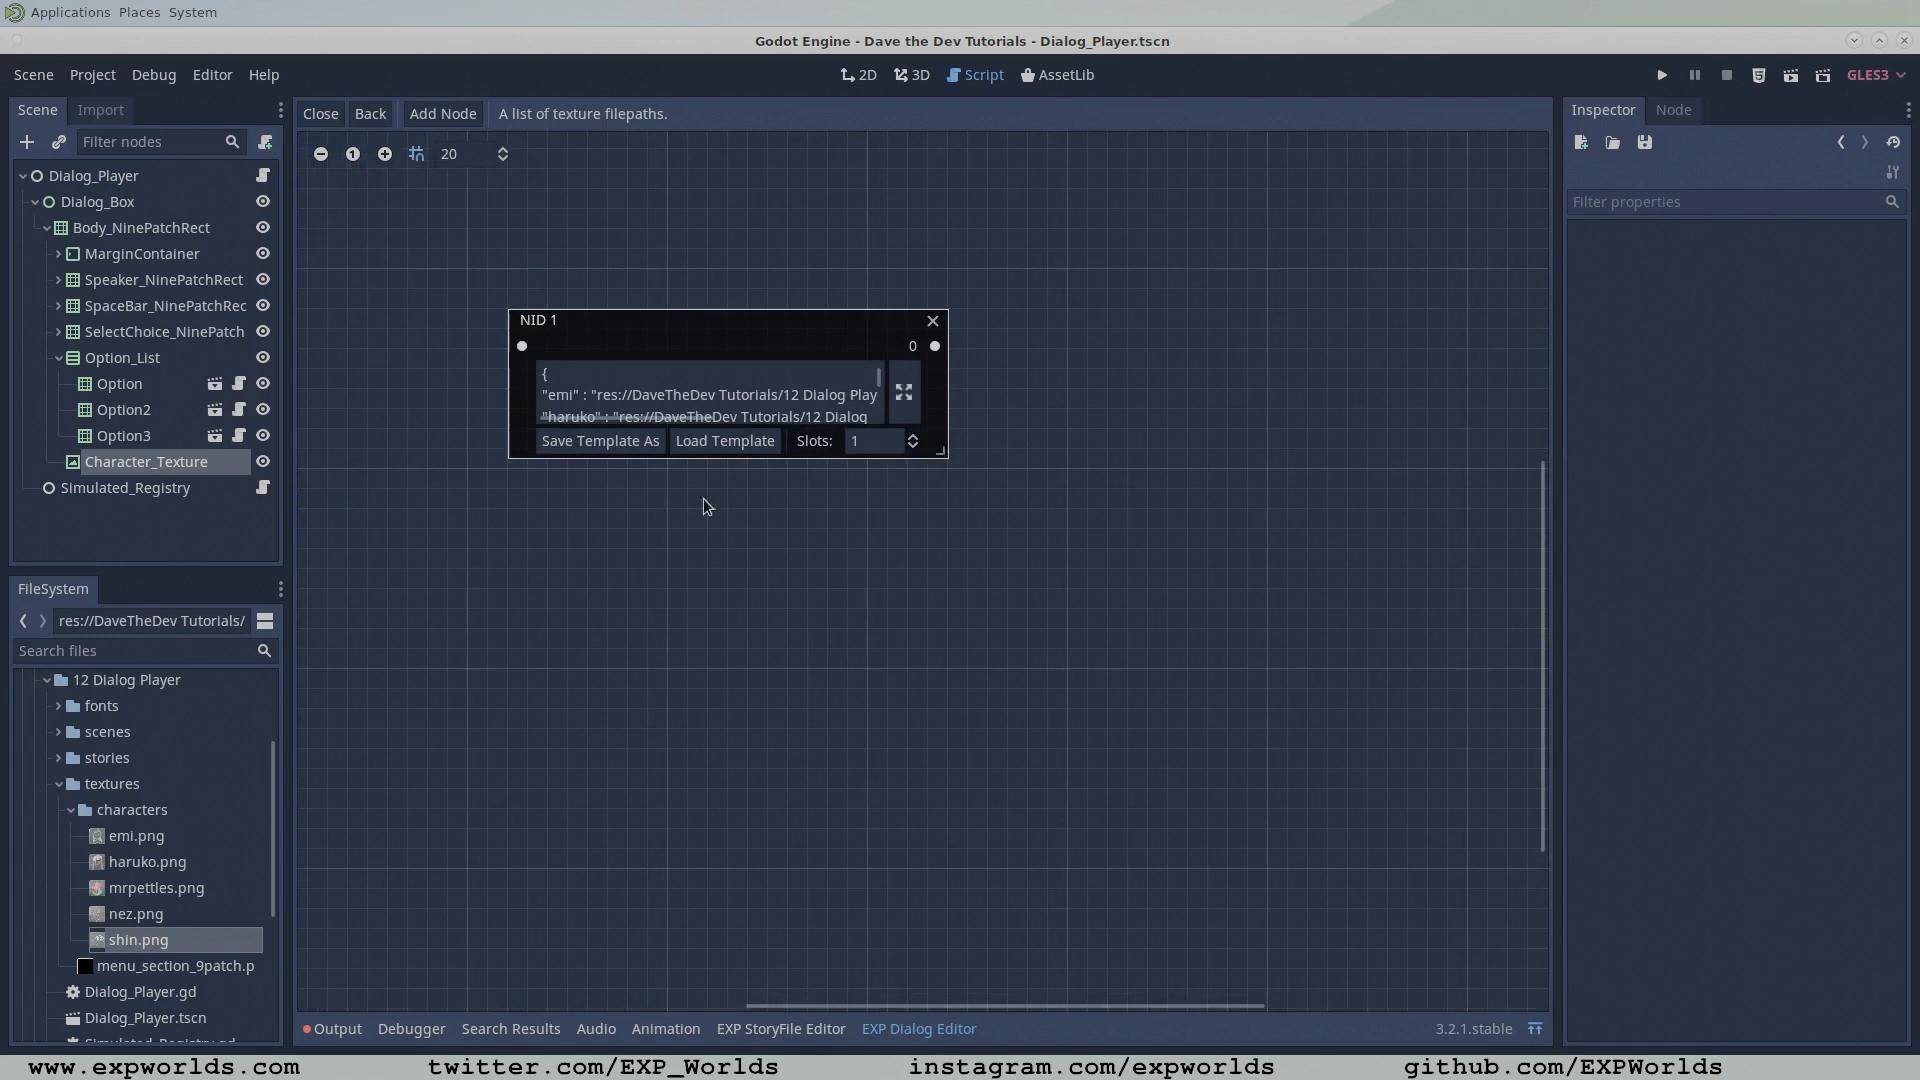 Applications Places System
Godot Engine - Dave the Dev Tutorials - Dialog_Player.tscn
Scene Project Debug Editor Help
2D 3D Script AssetLib
GLES3
Scene Import
Filter nodes
Dialog_Player
Dialog_Box
Body_NinePatchRect
MarginContainer
Speaker_NinePatchRect
SpaceBar_NinePatchRec
SelectChoice_NinePatch
Option_List
Option
Option2
Option3
Character_Texture
Simulated_Registry
FileSystem
res://DaveTheDev Tutorials/
Search files
12 Dialog Player
fonts
scenes
stories
textures
characters
emi.png
haruko.png
mrpettles.png
nez.png
shin.png
menu_section_9patch.p
Dialog_Player.gd
Dialog_Player.tscn
Simulated_Registry.gd
Close Back Add Node A list of texture filepaths.
1 20
NID 1
0
{
"emi" : "res://DaveTheDev Tutorials/12 Dialog Play
"haruko" : "res://DaveTheDev Tutorials/12 Dialog
Save Template As Load Template Slots: 1
Output Debugger Search Results Audio Animation EXP StoryFile Editor EXP Dialog Editor 3.2.1.stable
Inspector Node
Filter properties
www.expworlds.com twitter.com/EXP_Worlds instagram.com/expworlds github.com/EXPWorlds